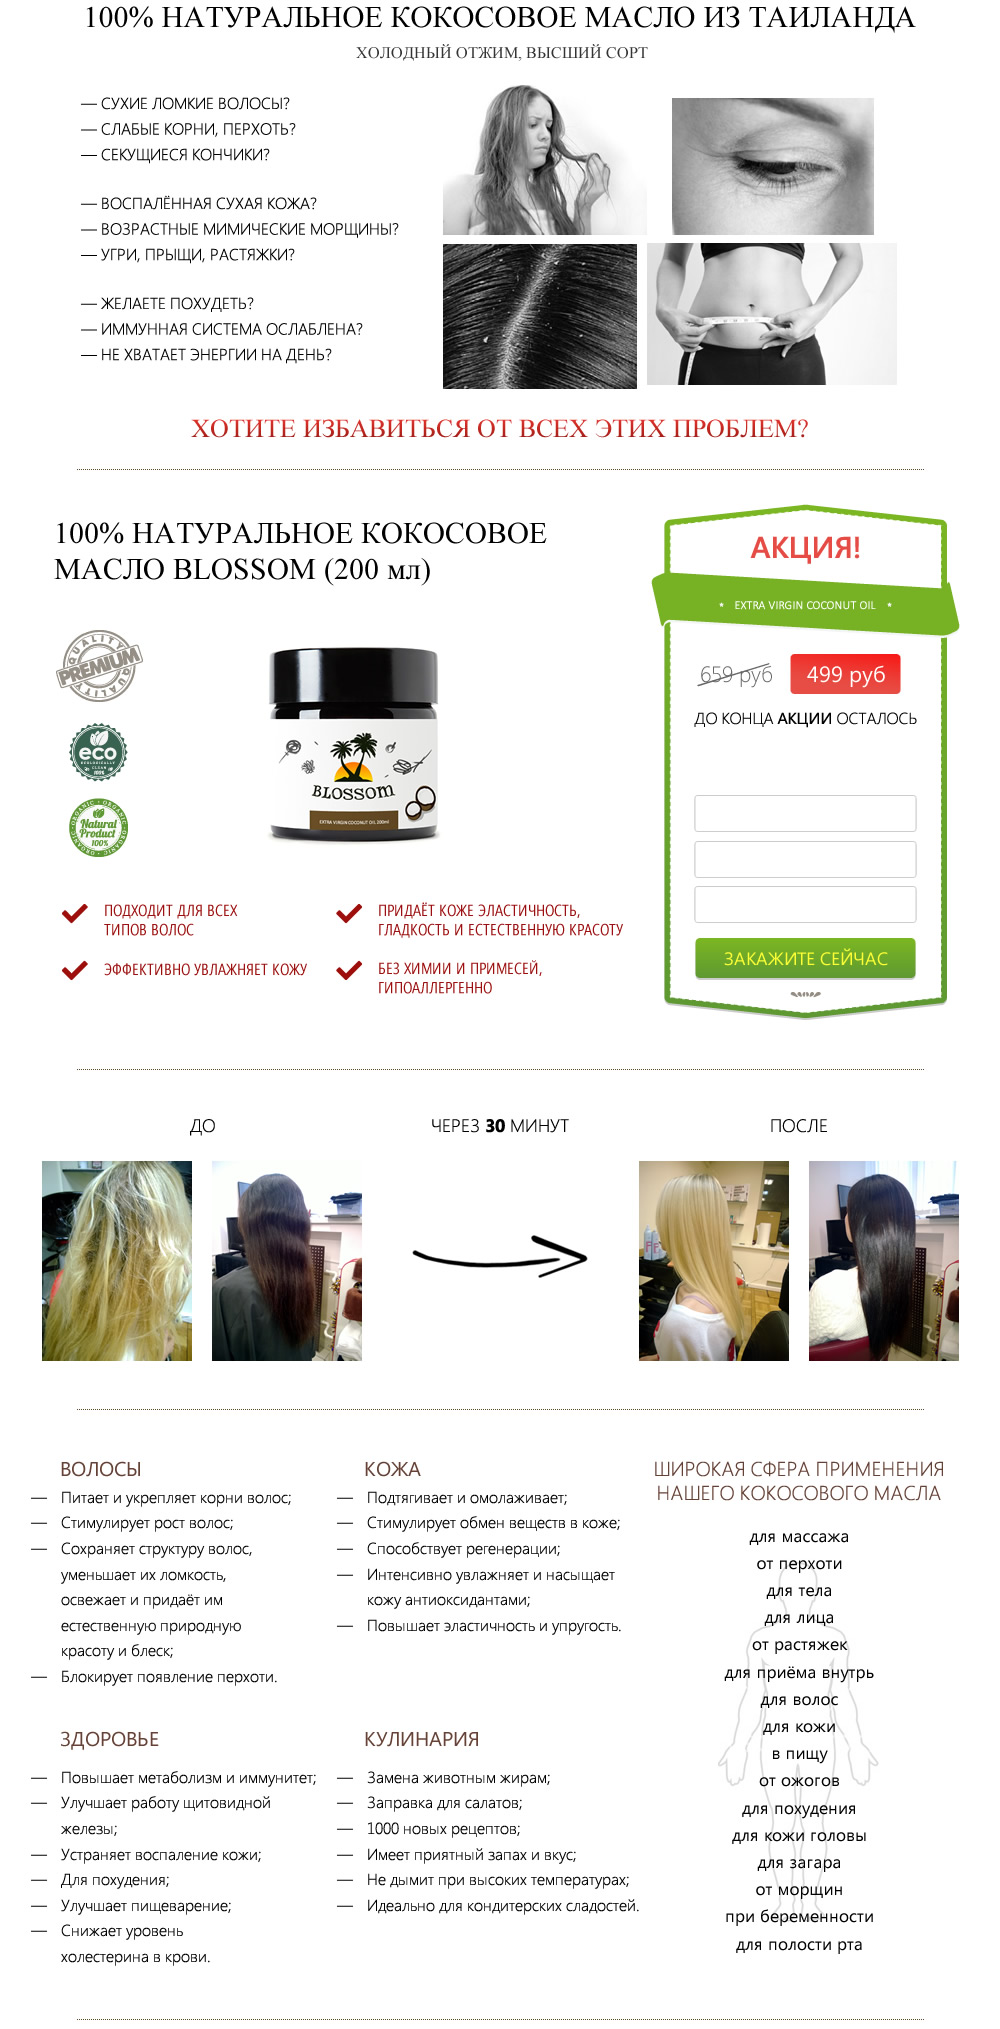 100% НАТУРАЛЬНОЕ КОКОСОВОЕ МАСЛО ИЗ ТАИЛАНДА
ХОЛОДНЫЙ ОТЖИМ, ВЫСШИЙ СОРТ
— СУХИЕ ЛОМКИЕ ВОЛОСЫ?
— СЛАБЫЕ КОРНИ, ПЕРХОТЬ?
— СЕКУЩИЕСЯ КОНЧИКИ?
— ВОСПАЛЁННАЯ СУХАЯ КОЖА?
— ВОЗРАСТНЫЕ МИМИЧЕСКИЕ МОРЩИНЫ?
— УГРИ, ПРЫЩИ, РАСТЯЖКИ?
— ЖЕЛАЕТЕ ПОХУДЕТЬ?
— ИММУННАЯ СИСТЕМА ОСЛАБЛЕНА?
— НЕ ХВАТАЕТ ЭНЕРГИИ НА ДЕНЬ?
ХОТИТЕ ИЗБАВИТЬСЯ ОТ ВСЕХ ЭТИХ ПРОБЛЕМ?
100% НАТУРАЛЬНОЕ КОКОСОВОЕ
МАСЛО BLOSSOM (200 мл)
QUALITY
PREMIUM
QUALITY
eco
ECOLOGICALLY
CLEAN
100%
ORGANIC • ORGANIC • ORGANIC • ORGANIC
Natural
Product
100%
BLOSSOM
EXTRA VIRGIN COCONUT OIL 200ml
ПОДХОДИТ ДЛЯ ВСЕХ
ТИПОВ ВОЛОС
ЭФФЕКТИВНО УВЛАЖНЯЕТ КОЖУ
ПРИДАЁТ КОЖЕ ЭЛАСТИЧНОСТЬ,
ГЛАДКОСТЬ И ЕСТЕСТВЕННУЮ КРАСОТУ
БЕЗ ХИМИИ И ПРИМЕСЕЙ,
ГИПОАЛЛЕРГЕННО
АКЦИЯ!
EXTRA VIRGIN COCONUT OIL
659 руб
499 руб
ДО КОНЦА АКЦИИ ОСТАЛОСЬ
ЗАКАЖИТЕ СЕЙЧАС
ДО
ЧЕРЕЗ 30 МИНУТ
ПОСЛЕ
ВОЛОСЫ
— Питает и укрепляет корни волос;
— Стимулирует рост волос;
— Сохраняет структуру волос,
уменьшает их ломкость,
освежает и придаёт им
естественную природную
красоту и блеск;
— Блокирует появление перхоти.
КОЖА
— Подтягивает и омолаживает;
— Стимулирует обмен веществ в коже;
— Способствует регенерации;
— Интенсивно увлажняет и насыщает
кожу антиоксидантами;
— Повышает эластичность и упругость.
ЗДОРОВЬЕ
— Повышает метаболизм и иммунитет;
— Улучшает работу щитовидной
железы;
— Устраняет воспаление кожи;
— Для похудения;
— Улучшает пищеварение;
— Снижает уровень
холестерина в крови.
КУЛИНАРИЯ
— Замена животным жирам;
— Заправка для салатов;
— 1000 новых рецептов;
— Имеет приятный запах и вкус;
— Не дымит при высоких температурах;
— Идеально для кондитерских сладостей.
ШИРОКАЯ СФЕРА ПРИМЕНЕНИЯ
НАШЕГО КОКОСОВОГО МАСЛА
для массажа
от перхоти
для тела
для лица
от растяжек
для приёма внутрь
для волос
для кожи
в пищу
от ожогов
для похудения
для кожи головы
для загара
от морщин
при беременности
для полости рта